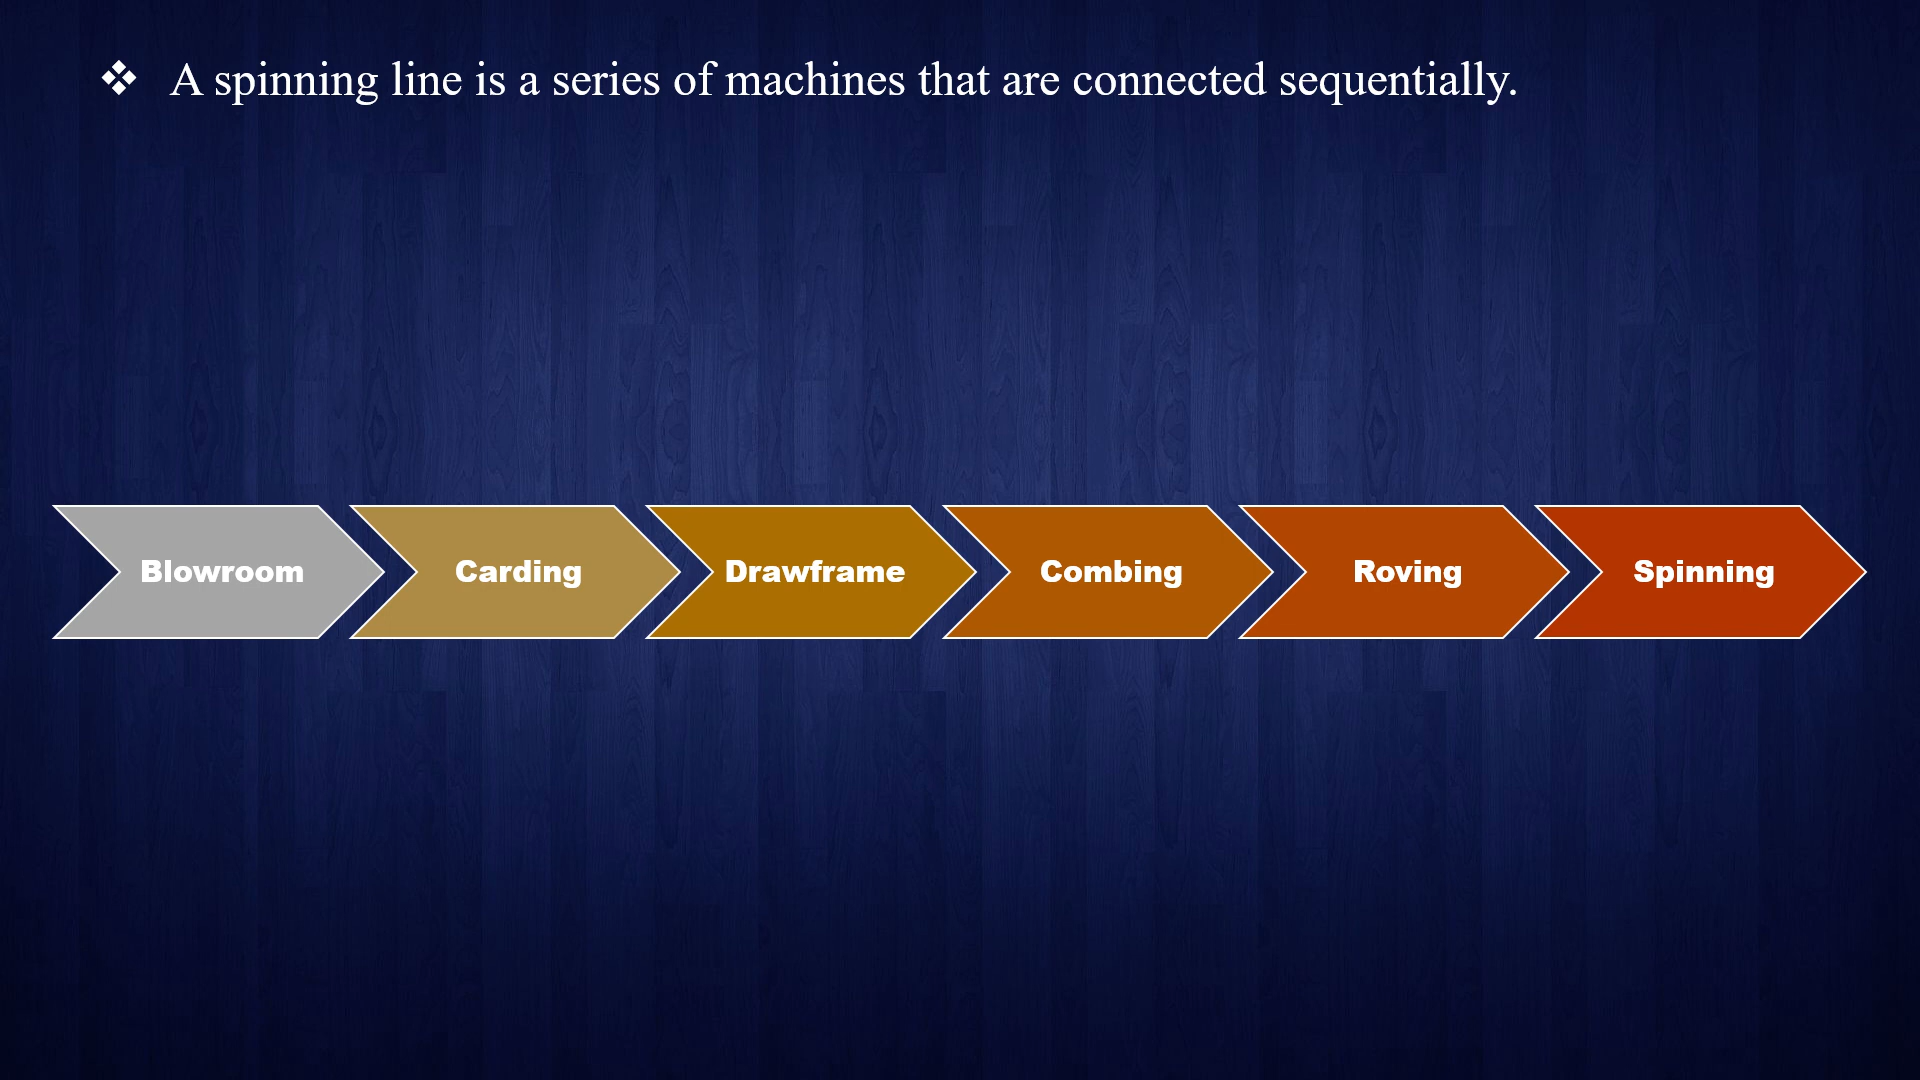 ❖ A spinning line is a series of machines that are connected sequentially.
Blowroom
Carding
Drawframe
Combing
Roving
Spinning